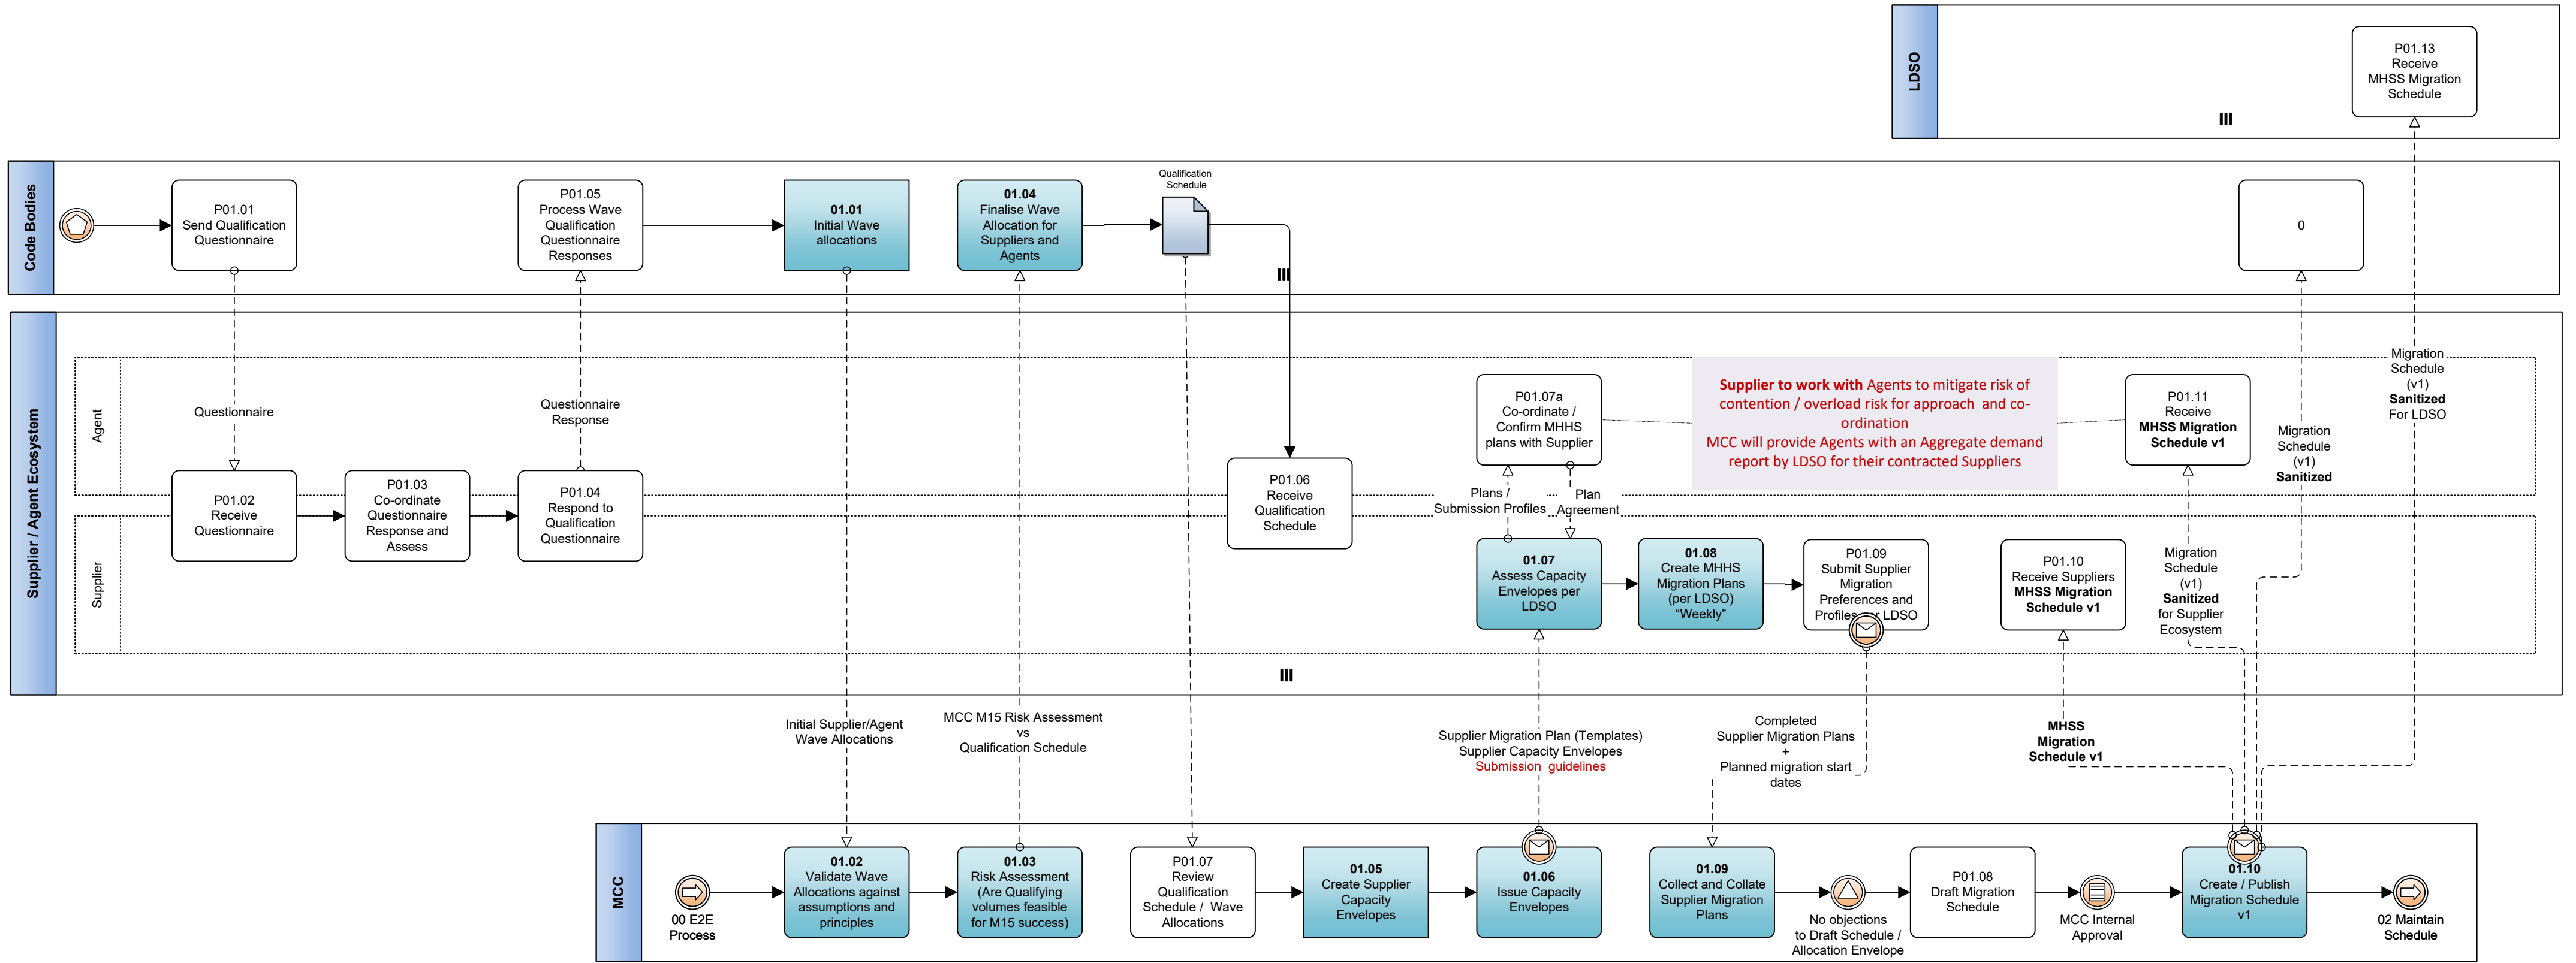 LDSO
P01.13
Receive
MHSS Migration
Schedule
Code Bodies
P01.01
Send Qualification
Questionnaire
P01.05
Process Wave
Qualification
Questionnaire
Responses
01.01
Initial Wave
allocations
01.04
Finalise Wave
Allocation for
Suppliers and
Agents
Qualification
Schedule
0
Supplier / Agent Ecosystem
Agent
Supplier
Questionnaire
Questionnaire
Response
P01.02
Receive
Questionnaire
P01.03
Co-ordinate
Questionnaire
Response and
Assess
P01.04
Respond to
Qualification
Questionnaire
P01.06
Receive
Qualification
Schedule
P01.07a
Co-ordinate /
Confirm MHHS
plans with Supplier
Supplier to work with Agents to mitigate risk of
contention / overload risk for approach and co-
ordination
MCC will provide Agents with an Aggregate demand
report by LDSO for their contracted Suppliers
P01.11
Receive
MHSS Migration
Schedule v1
Migration
Schedule
(v1)
Sanitized
Migration
Schedule
(v1)
Sanitized
For LDSO
Plans /
Submission Profiles
Plan
Agreement
01.07
Assess Capacity
Envelopes per
LDSO
01.08
Create MHHS
Migration Plans
(per LDSO)
“Weekly”
P01.09
Submit Supplier
Migration
Preferences and
Profiles LDSO
P01.10
Receive Suppliers
MHSS Migration
Schedule v1
Migration
Schedule
(v1)
Sanitized
for Supplier
Ecosystem
Initial Supplier/Agent
Wave Allocations
MCC M15 Risk Assessment
vs
Qualification Schedule
Supplier Migration Plan (Templates)
Supplier Capacity Envelopes
Submission guidelines
Completed
Supplier Migration Plans
+
Planned migration start
dates
MHSS
Migration
Schedule v1
MCC
00 E2E
Process
01.02
Validate Wave
Allocations against
assumptions and
principles
01.03
Risk Assessment
(Are Qualifying
volumes feasible
for M15 success)
P01.07
Review
Qualification
Schedule / Wave
Allocations
01.05
Create Supplier
Capacity
Envelopes
01.06
Issue Capacity
Envelopes
01.09
Collect and Collate
Supplier Migration
Plans
No objections
to Draft Schedule /
Allocation Envelope
P01.08
Draft Migration
Schedule
MCC Internal
Approval
01.10
Create / Publish
Migration Schedule
v1
02 Maintain
Schedule